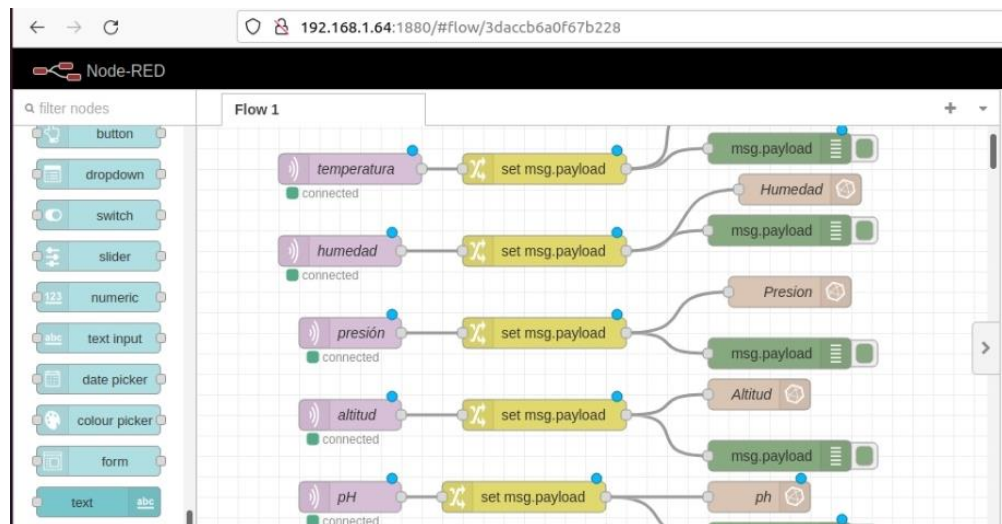 192.168.1.64:1880/#flow/3daccb6a0f67b228
Node-RED
filter nodes
Flow 1
button
dropdown
switch
slider
123
numeric
abc
text input
date picker
colour picker
form
text
abc
temperatura
connected
set msg.payload
msg.payload
Humedad
humedad
connected
set msg.payload
msg.payload
Presion
presión
connected
set msg.payload
msg.payload
Altitud
altitud
connected
set msg.payload
msg.payload
pH
connected
set msg.payload
ph